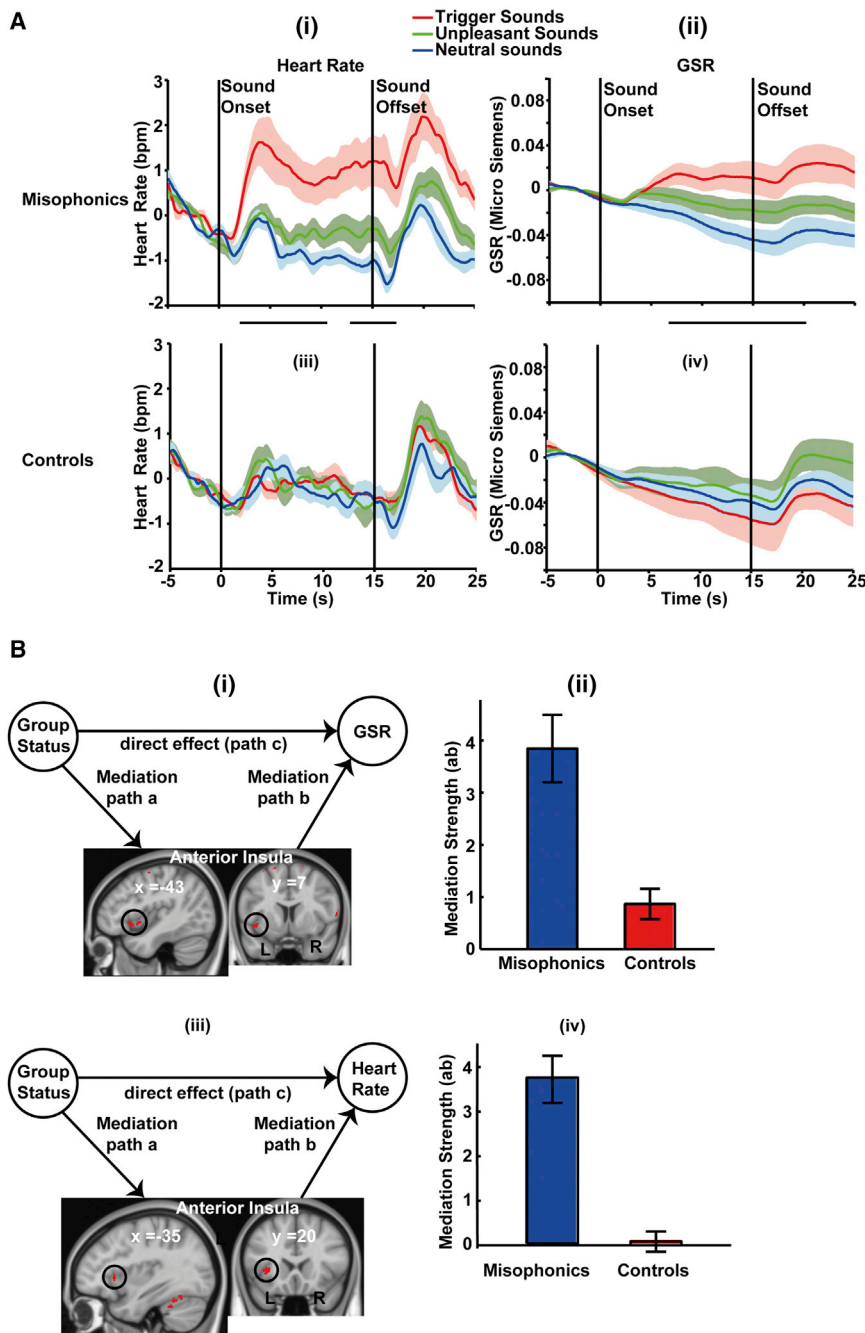 A
(i)
Trigger Sounds
Unpleasant Sounds
Neutral sounds
(ii)
Heart Rate
GSR
Misophonics
Heart Rate (bpm)
3
2
1
0
-1
-2
Sound
Onset
Sound
Offset
GSR (Micro Siemens)
0.08
0.04
0
-0.04
-0.08
Sound
Onset
Sound
Offset
Controls
(iii)
Heart Rate (bpm)
3
2
1
0
-1
-2
-5
0
5
10
15
20
25
Time (s)
(iv)
GSR (Micro Siemens)
0.08
0.04
0
-0.04
-0.08
-5
0
5
10
15
20
25
Time (s)
B
(i)
Group
Status
GSR
direct effect (path c)
Mediation
path a
Mediation
path b
Anterior Insula
x =-43
y =7
L
R
(ii)
Mediation Strength (ab)
4
3
2
1
0
Misophonics
Controls
(iii)
Group
Status
Heart
Rate
direct effect (path c)
Mediation
path a
Mediation
path b
Anterior Insula
x =-35
y =20
L
L
R
(iv)
Mediation Strength (ab)
4
3
2
1
0
Misophonics
Controls